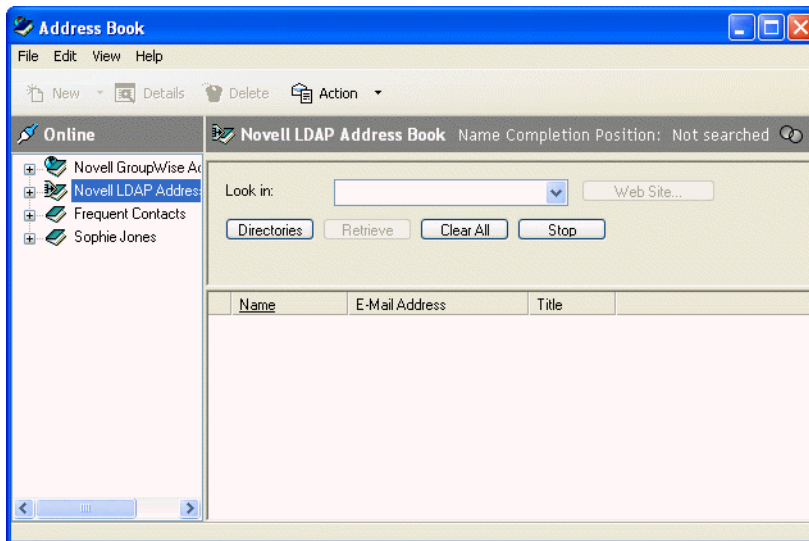 Address Book
File Edit View Help
New Details Delete Action
Online
Novell LDAP Address Book Name Completion Position: Not searched
Novell GroupWise Ad
Novell LDAP Address
Frequent Contacts
Sophie Jones
Look in:
Web Site...
Directories Retrieve Clear All Stop
Name E-Mail Address Title